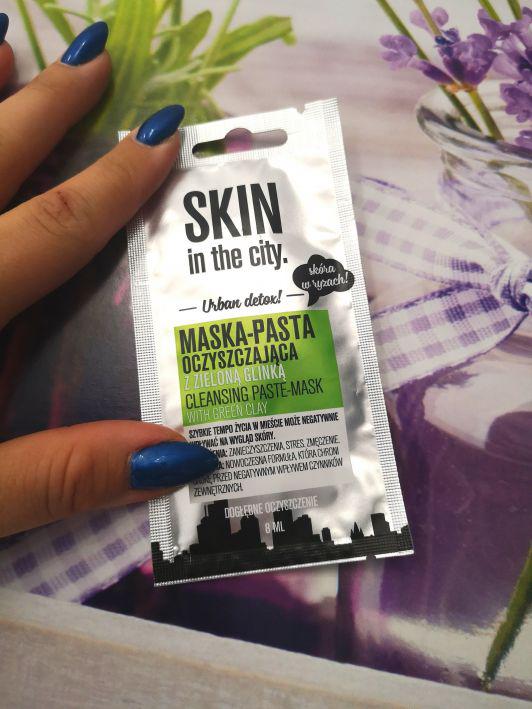 SKIN
in the city.
Urban detox!
skóra
w ryzach!
MASKA-PASTA
OCZYSZCZAJĄCA
Z ZIELONĄ GLINKĄ
CLEANSING PASTE-MASK
WITH GREEN CLAY
SZYBKIE TEMPO ŻYCIA W MIEŚCIE MOŻE NEGATYWNIE
NA WYGLĄD SKÓRY.
ZANIECZYSZCZENIA, STRES, ZMĘCZENIE.
NOWOCZESNA FORMUŁA, KTÓRA CHRONI
PRZED NEGATYWNYM WPŁYWEM CZYNNIKÓW
ZEWNĘTRZNYCH.
DOGŁĘBNE OCZYSZCZENIE
8 ML